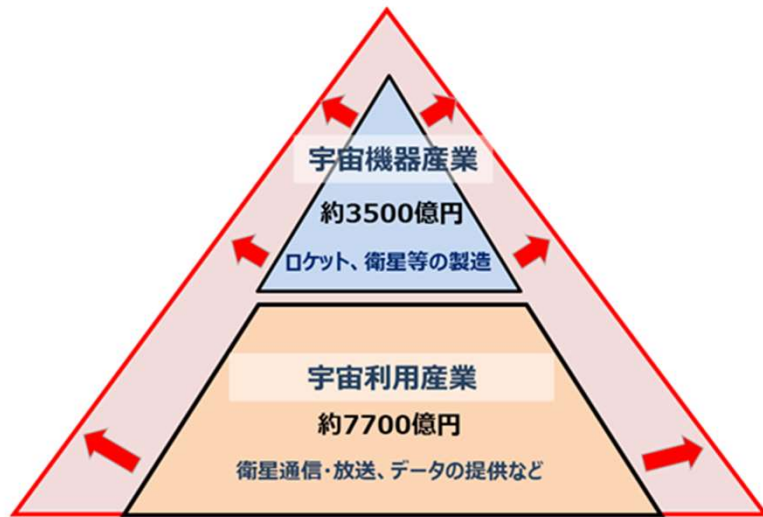 宇宙機器産業
約3500億円
ロケット、衛星等の製造
宇宙利用産業
約7700億円
衛星通信・放送、データの提供など